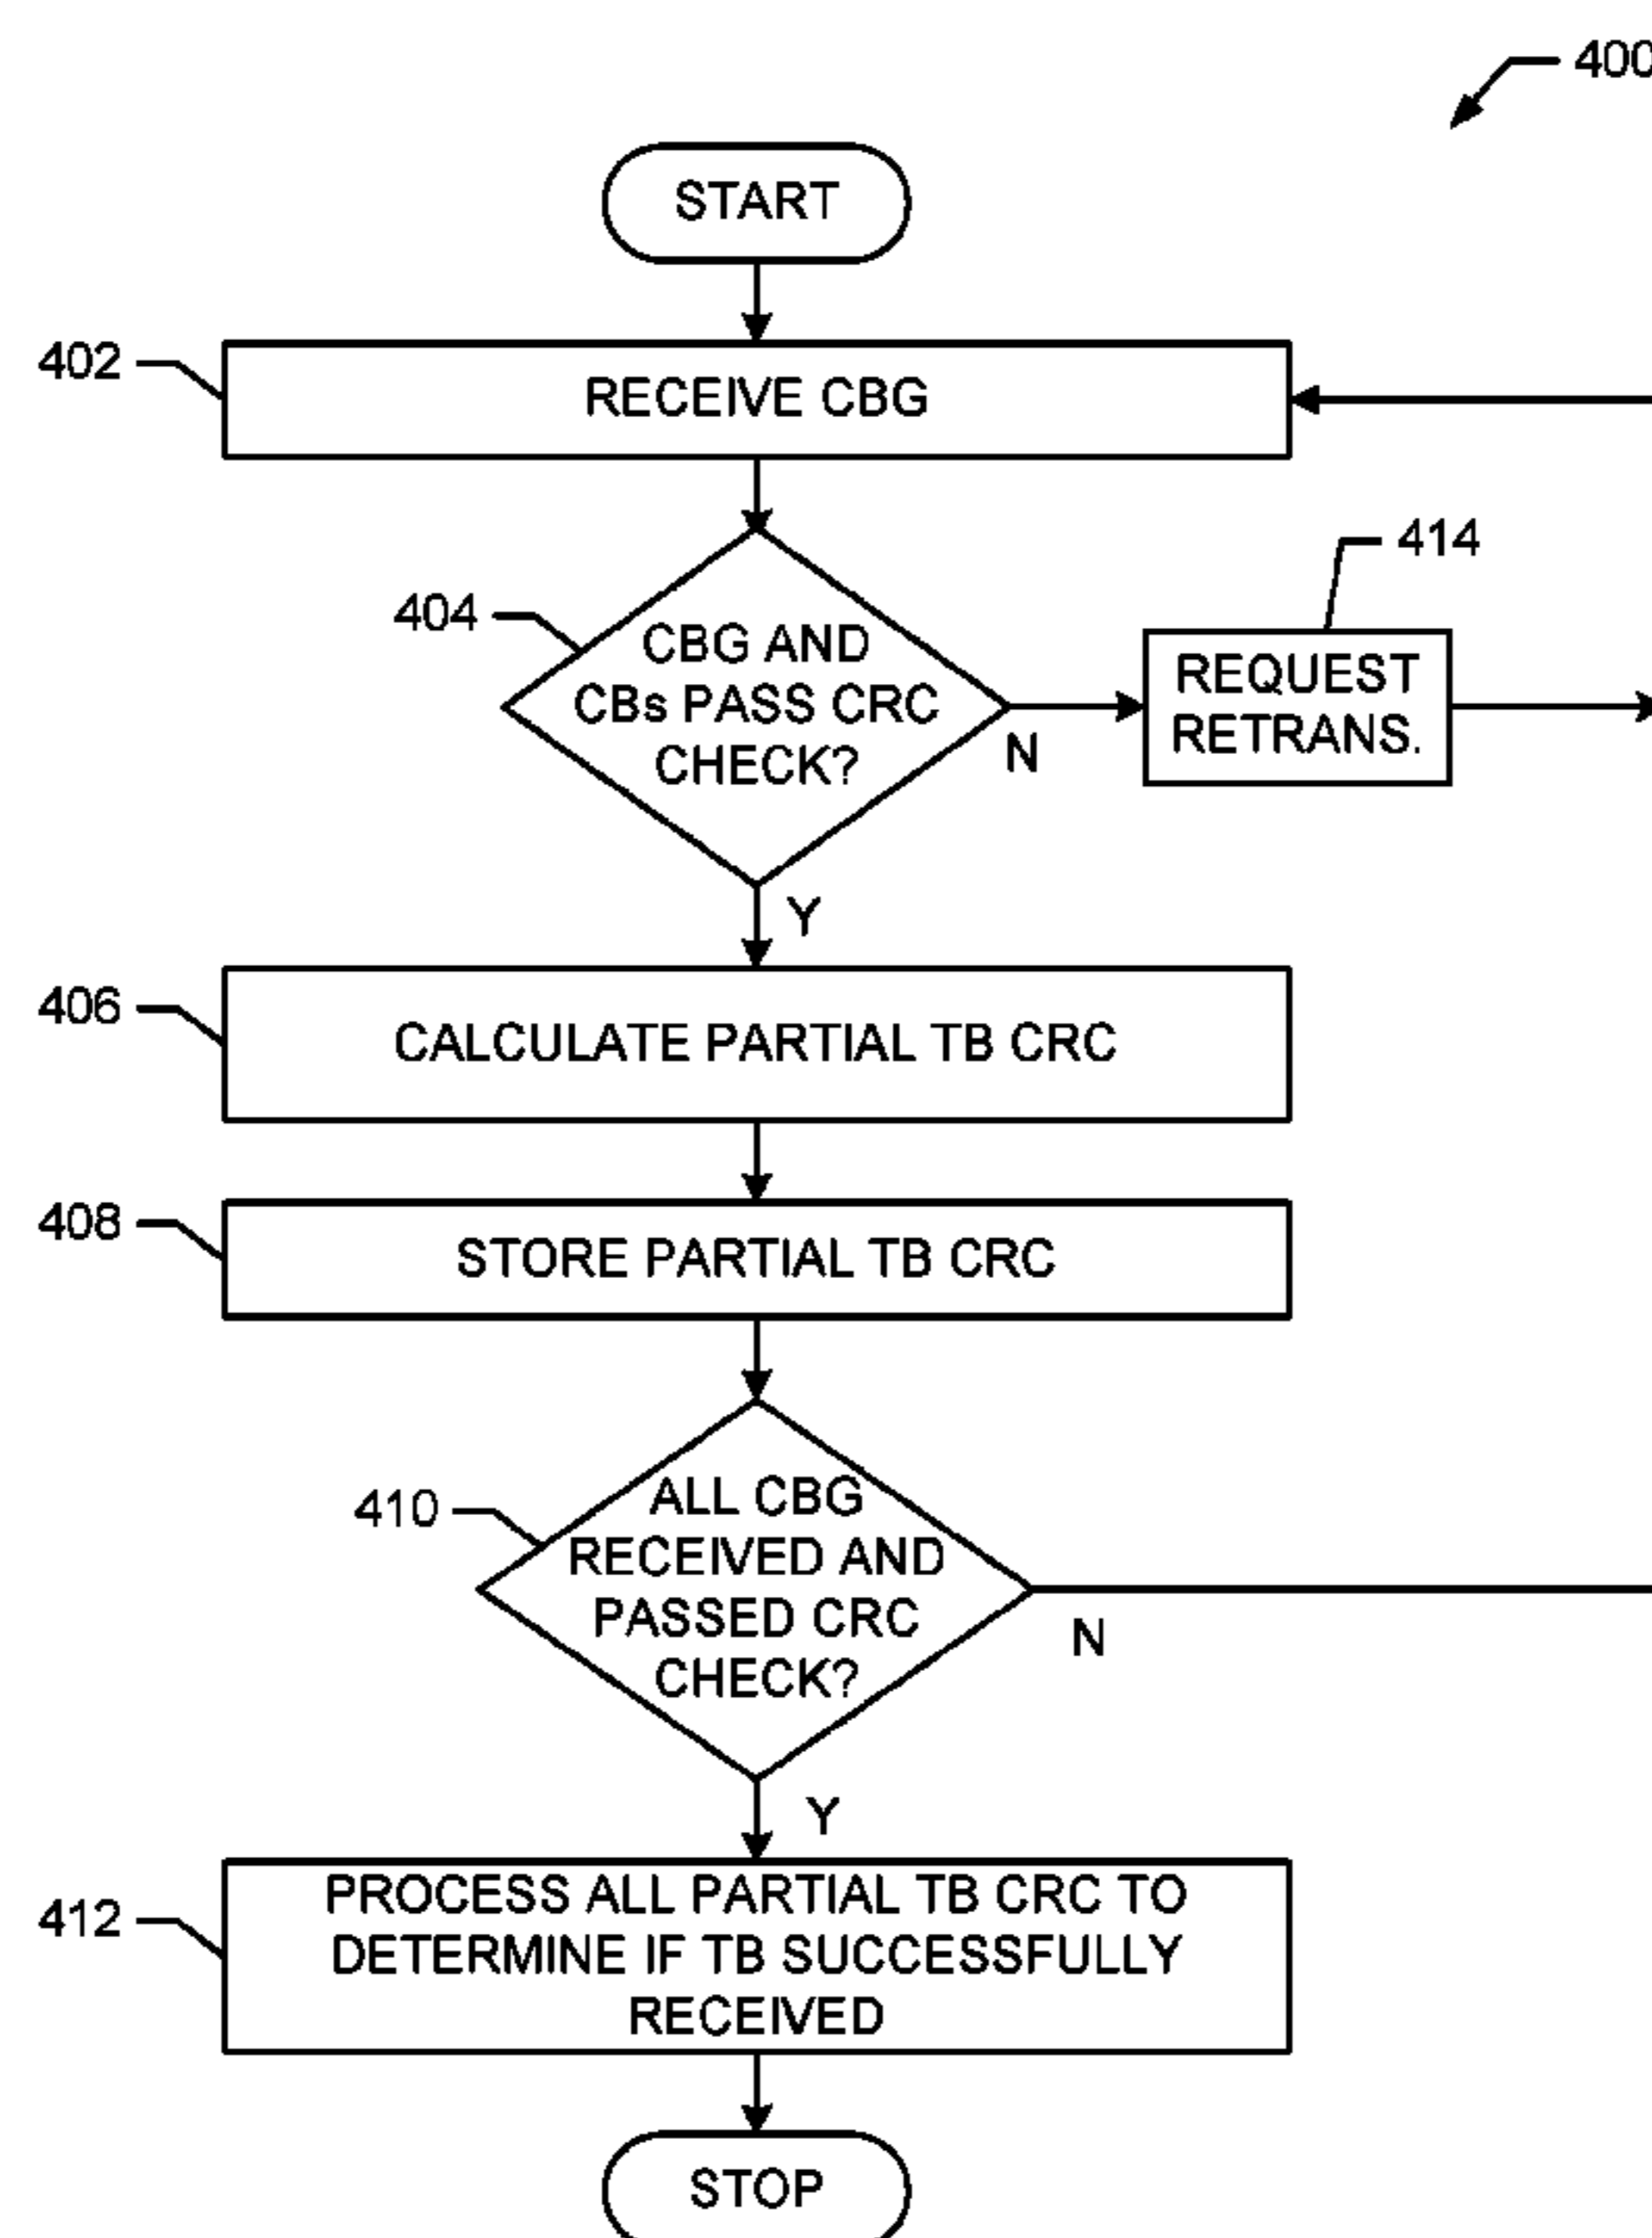 400
START
402
RECEIVE CBG
414
404
CBG AND
CBs PASS CRC
CHECK?
REQUEST
RETRANS.
N
Y
406
CALCULATE PARTIAL TB CRC
408
STORE PARTIAL TB CRC
410
ALL CBG
RECEIVED AND
PASSED CRC
CHECK?
N
Y
412
PROCESS ALL PARTIAL TB CRC TO
DETERMINE IF TB SUCCESSFULLY
RECEIVED
STOP